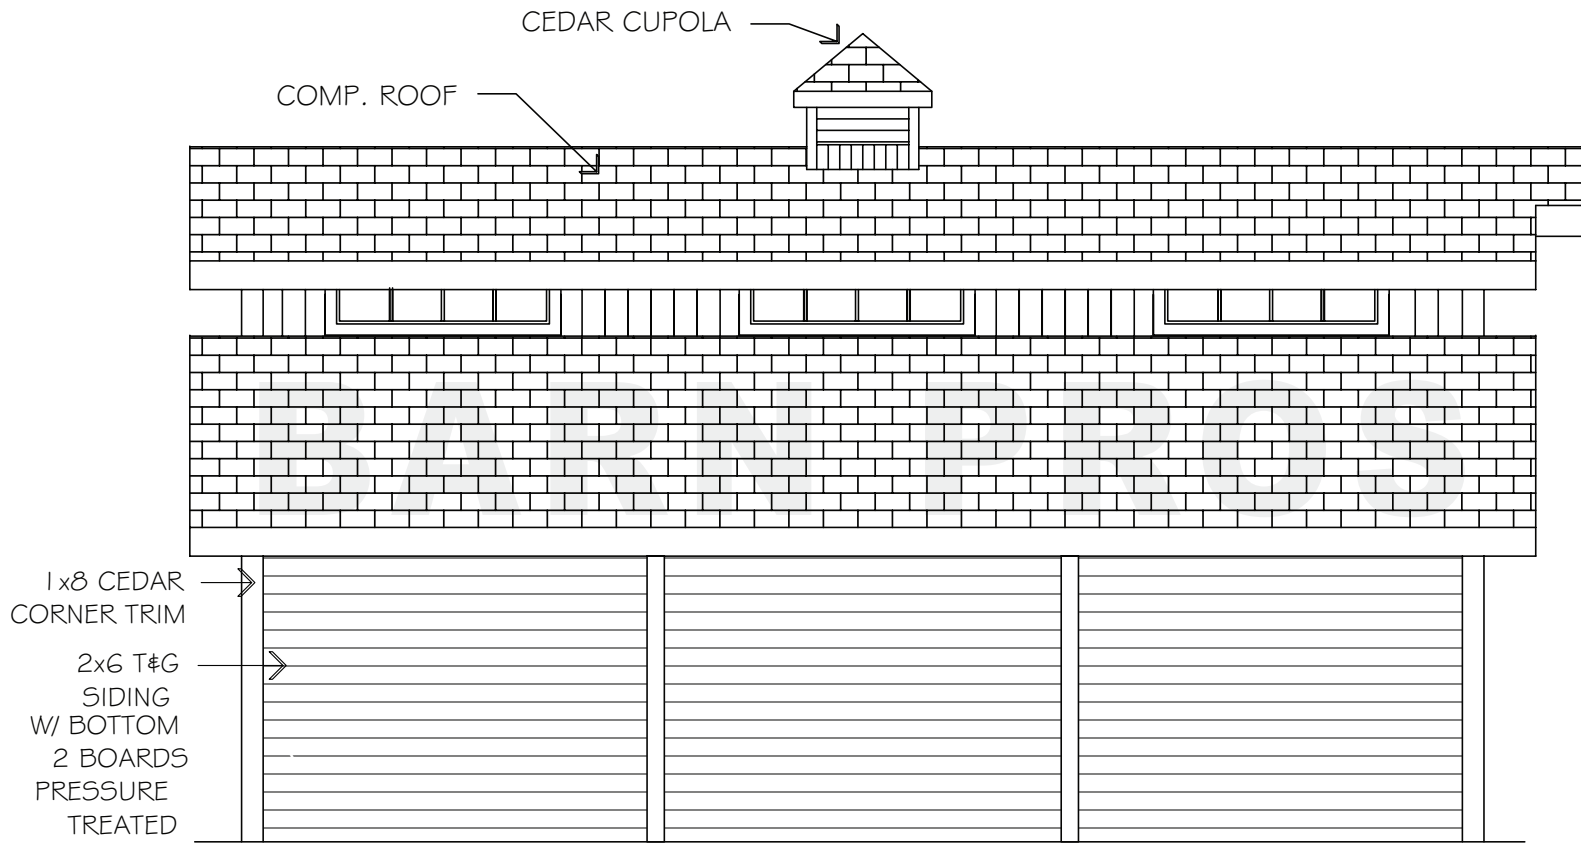 CEDAR CUPOLA
COMP. ROOF
BARN PROS
1x8 CEDAR
CORNER TRIM
2x6 T&G
SIDING
W/ BOTTOM
2 BOARDS
PRESSURE
TREATED